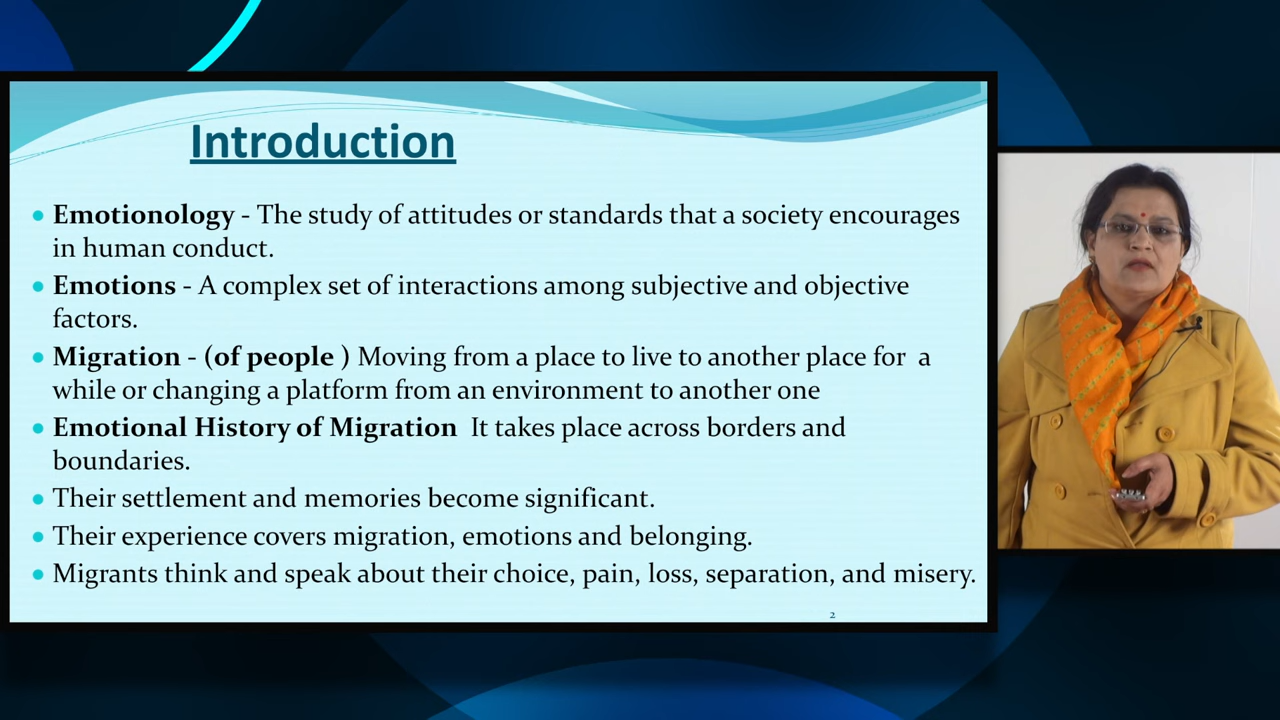 Introduction
• Emotionology - The study of attitudes or standards that a society encourages
in human conduct.
• Emotions - A complex set of interactions among subjective and objective
factors.
• Migration - (of people ) Moving from a place to live to another place for a
while or changing a platform from an environment to another one
• Emotional History of Migration It takes place across borders and
boundaries.
• Their settlement and memories become significant.
• Their experience covers migration, emotions and belonging.
• Migrants think and speak about their choice, pain, loss, separation, and misery.
2